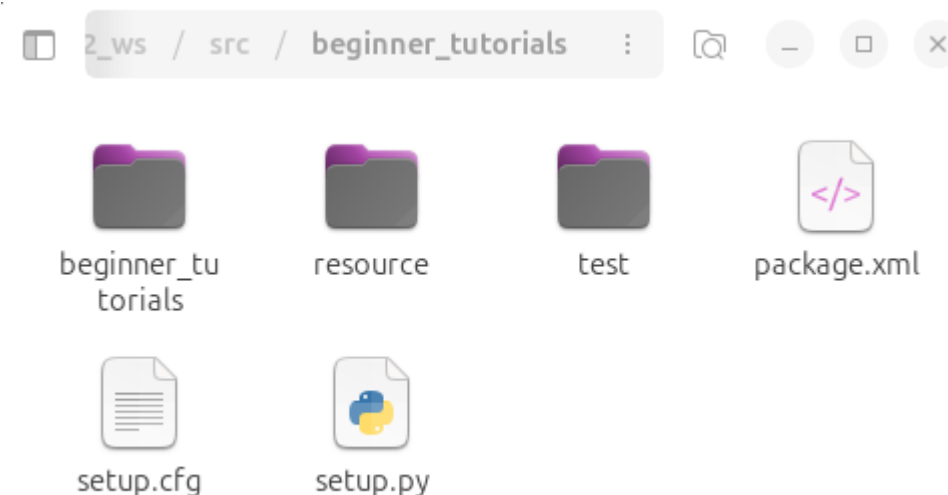 2_ws / src / beginner_tutorials
beginner_tu
torials
resource
test
</>
package.xml
setup.cfg
setup.py